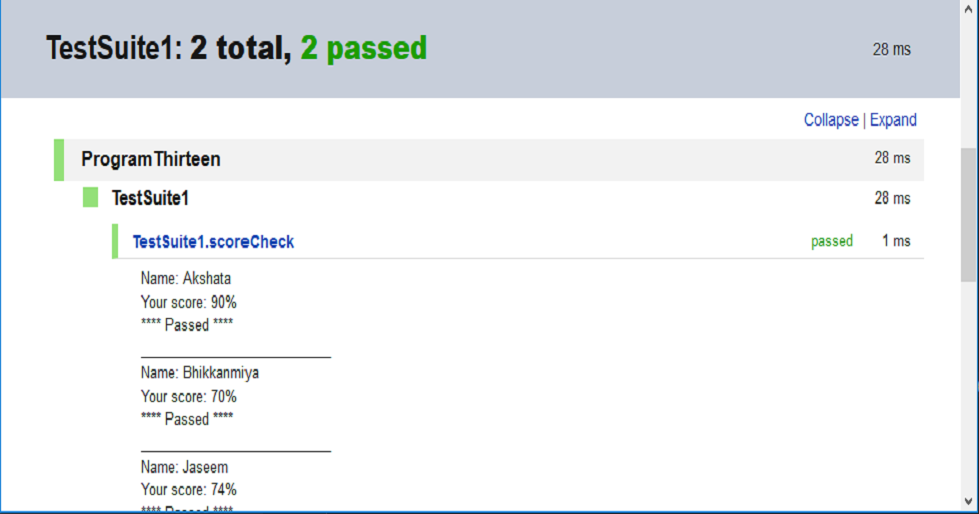 TestSuite1: 2 total, 2 passed 28 ms
Collapse | Expand
ProgramThirteen 28 ms
TestSuite1 28 ms
TestSuite1.scoreCheck passed 1 ms
Name: Akshata
Your score: 90%
**** Passed ****
Name: Bhikkanmiya
Your score: 70%
**** Passed ****
Name: Jaseem
Your score: 74%
**** Passed ****